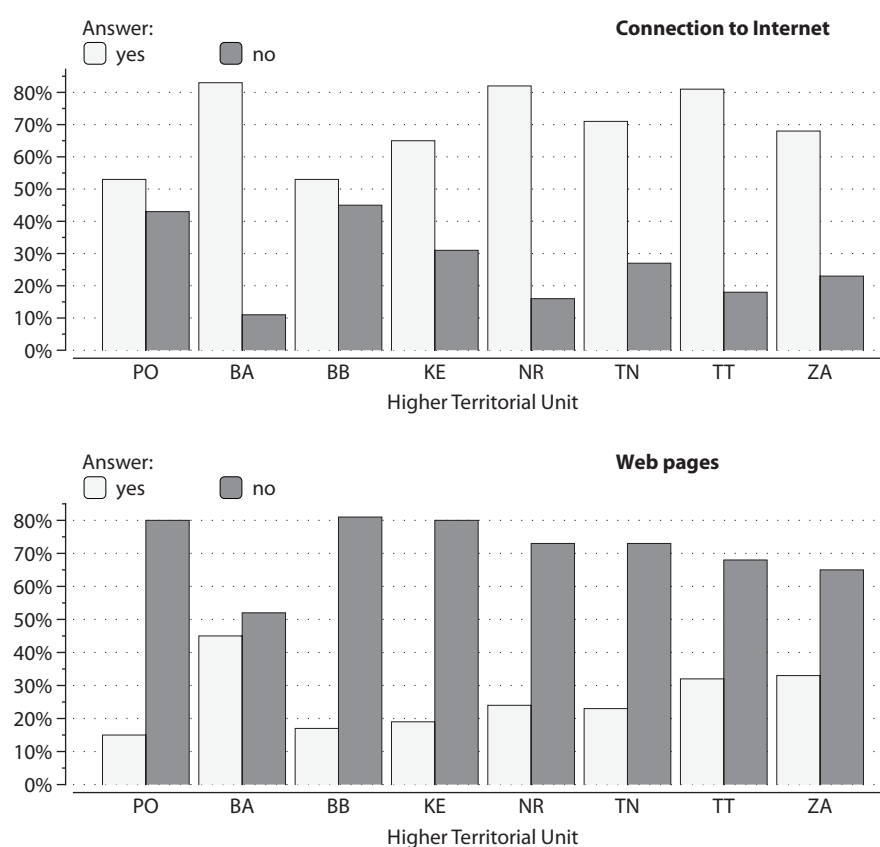 Answer:
Connection to Internet
yes no
80%
70%
60%
50%
40%
30%
20%
10%
0%
PO BA BB KE NR TN TT ZA
Higher Territorial Unit
Answer:
Web pages
yes no
80%
70%
60%
50%
40%
30%
20%
10%
0%
PO BA BB KE NR TN TT ZA
Higher Territorial Unit